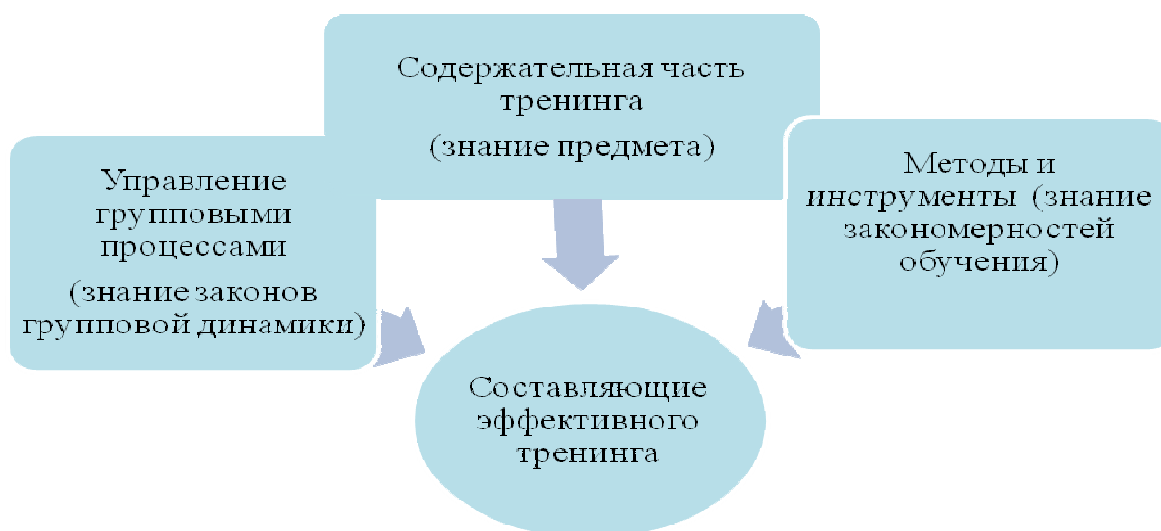 Содержательная часть
тренинга
(знание предмета)
Управление
групповыми
процессами
(знание законов
групповой динамики)
Методы и
инструменты (знание
закономерностей
обучения)
Составляющие
эффективного
тренинга